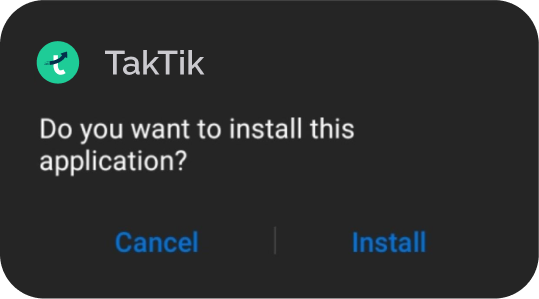 TakTik
Do you want to install this
application?
Cancel
Install